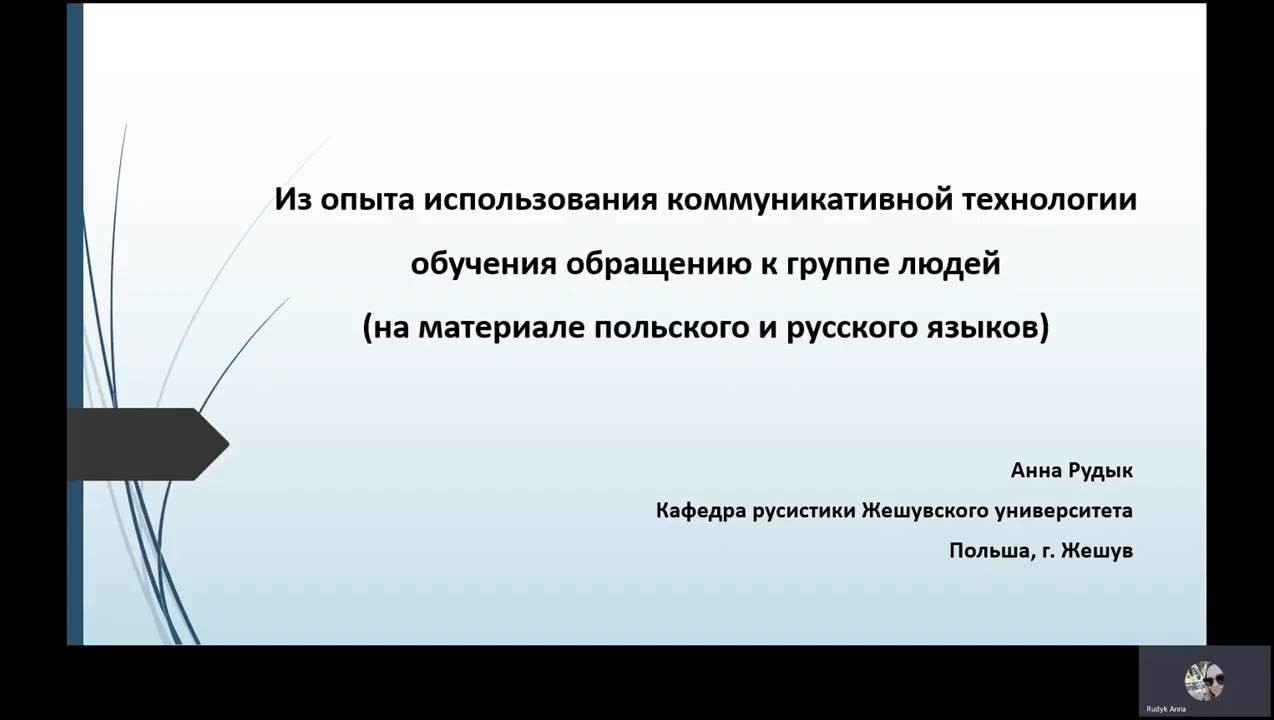 Из опыта использования коммуникативной технологии
обучения обращению к группе людей
(на материале польского и русского языков)
Анна Рудык
Кафедра русистики Жешувского университета
Польша, г. Жешув
Rudyk Anna